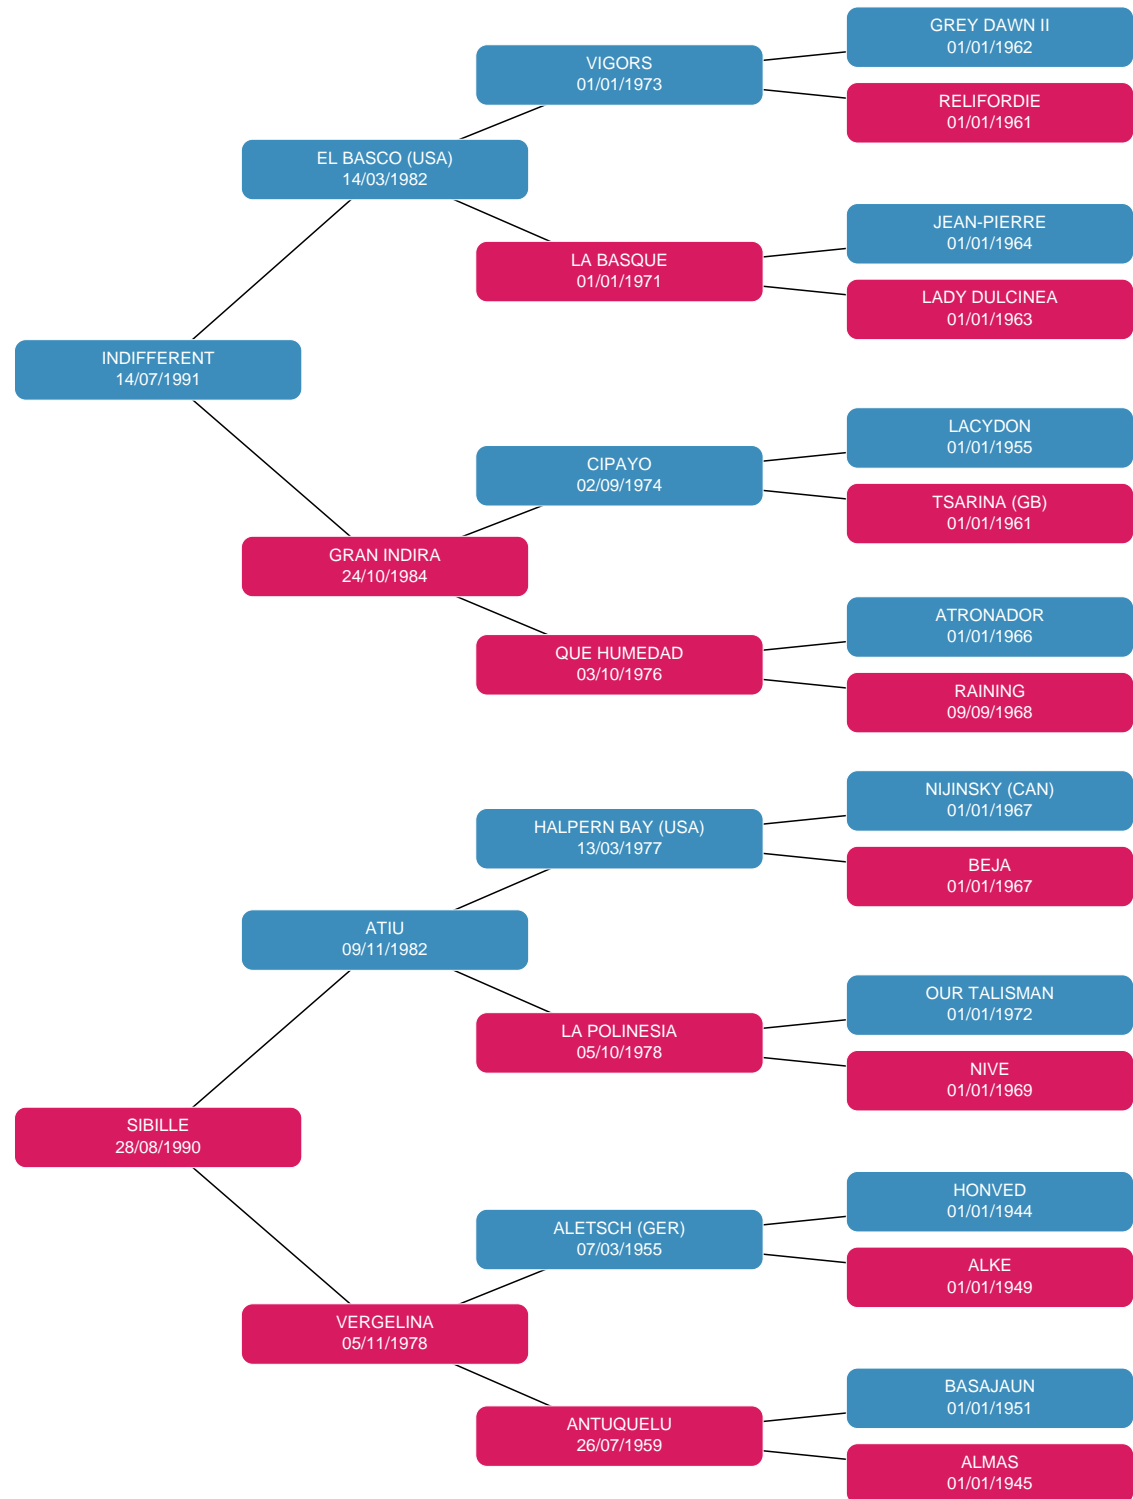 GREY DAWN II
01/01/1962
VIGORS
01/01/1973
RELIFORDIE
01/01/1961
EL BASCO (USA)
14/03/1982
JEAN-PIERRE
01/01/1964
LA BASQUE
01/01/1971
LADY DULCINEA
01/01/1963
INDIFFERENT
14/07/1991
LACYDON
01/01/1955
CIPAYO
02/09/1974
TSARINA (GB)
01/01/1961
GRAN INDIRA
24/10/1984
ATRONADOR
01/01/1966
QUE HUMEDAD
03/10/1976
RAINING
09/09/1968
NIJINSKY (CAN)
01/01/1967
HALPERN BAY (USA)
13/03/1977
BEJA
01/01/1967
ATIU
09/11/1982
OUR TALISMAN
01/01/1972
LA POLINESIA
05/10/1978
NIVE
01/01/1969
SIBILLE
28/08/1990
HONVED
01/01/1944
ALETSCH (GER)
07/03/1955
ALKE
01/01/1949
VERGELINA
05/11/1978
BASAJAUN
01/01/1951
ANTUQUELU
26/07/1959
ALMAS
01/01/1945